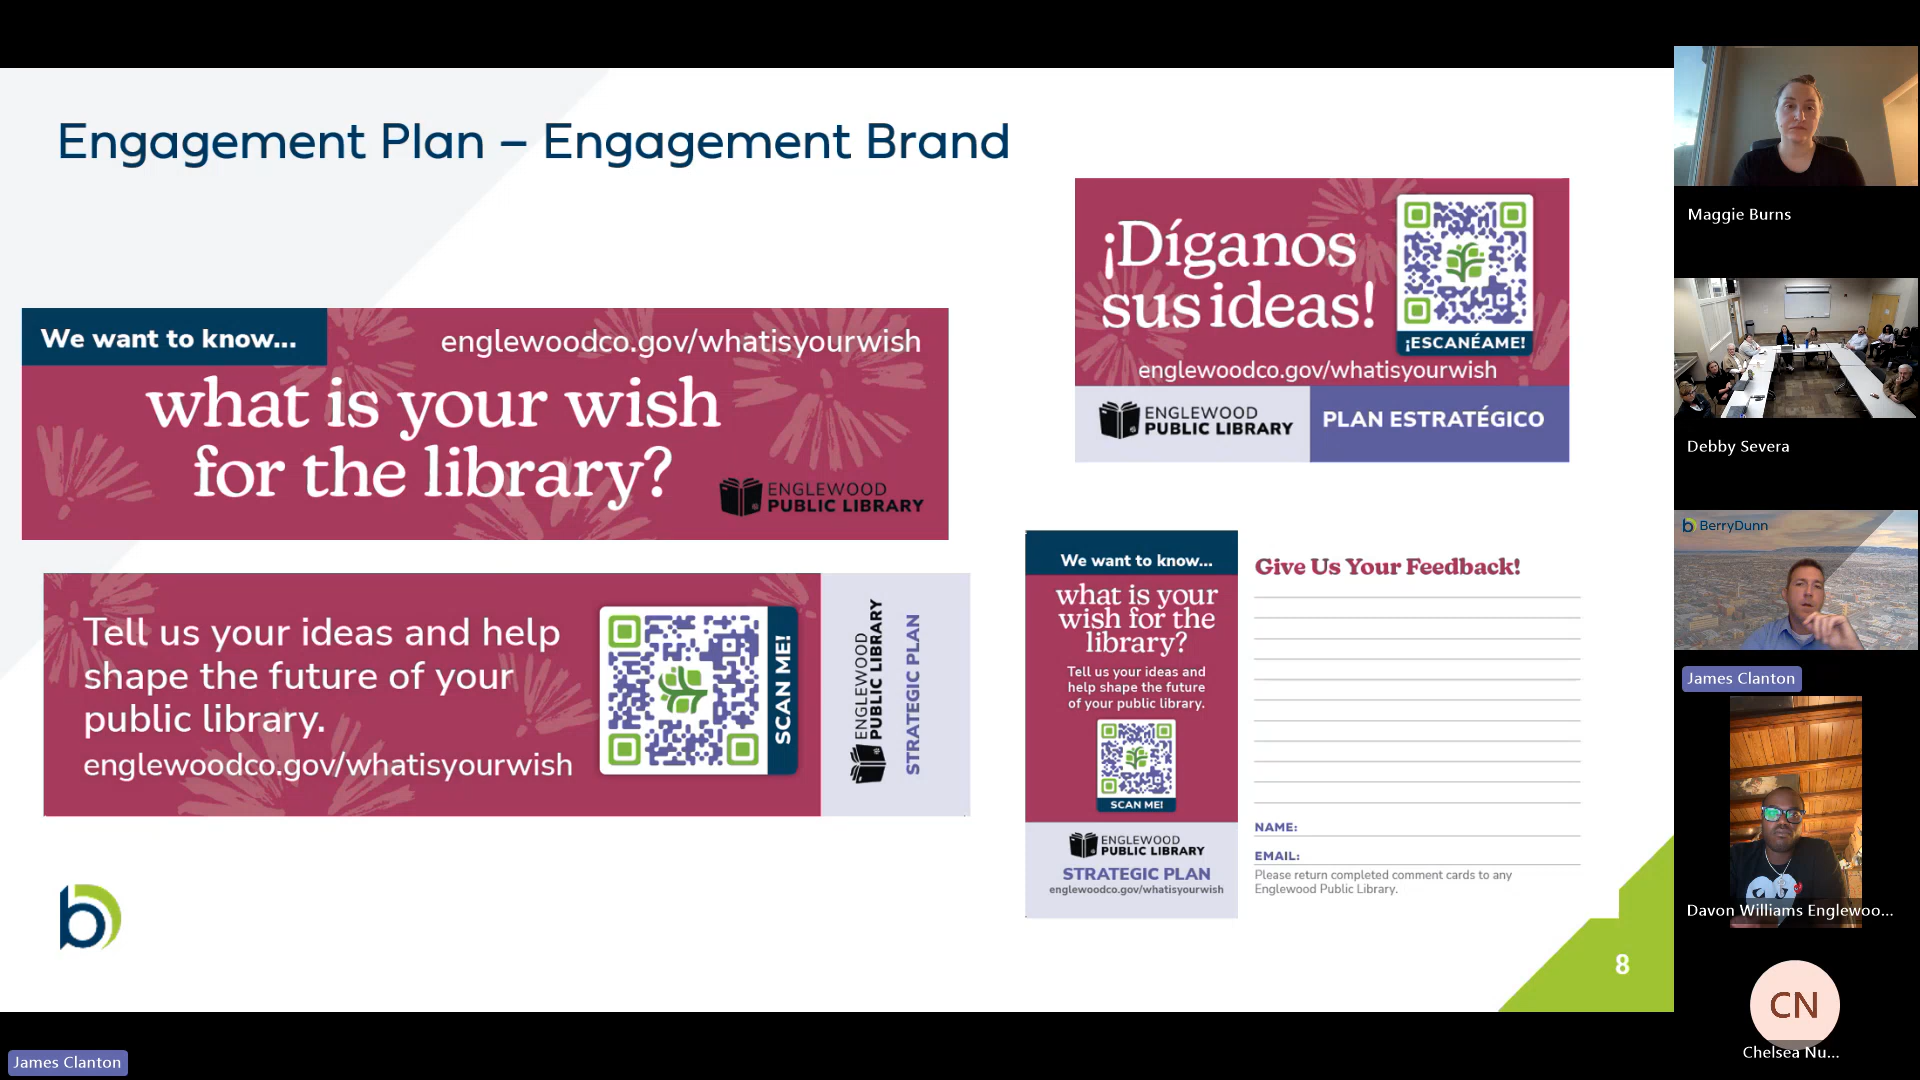 Engagement Plan – Engagement Brand
We want to know...
englewoodco.gov/whatisyourwish
what is your wish
for the library?
ENGLEWOOD
PUBLIC LIBRARY
Tell us your ideas and help
shape the future of your
public library.
englewoodco.gov/whatisyourwish
SCAN ME!
ENGLEWOOD
PUBLIC LIBRARY
STRATEGIC PLAN
¡Díganos
sus ideas!
¡ESCANÉAME!
englewoodco.gov/whatisyourwish
ENGLEWOOD
PUBLIC LIBRARY
PLAN ESTRATÉGICO
We want to know...
what is your
wish for the
library?
Tell us your ideas and
help shape the future
of your public library.
SCAN ME!
ENGLEWOOD
PUBLIC LIBRARY
STRATEGIC PLAN
englewoodco.gov/whatisyourwish
Give Us Your Feedback!
NAME:
EMAIL:
Please return completed comment cards to any
Englewood Public Library.
b
8
Maggie Burns
Debby Severa
BerryDunn
James Clanton
Davon Williams Englewoo...
CN
Chelsea Nu...
James Clanton